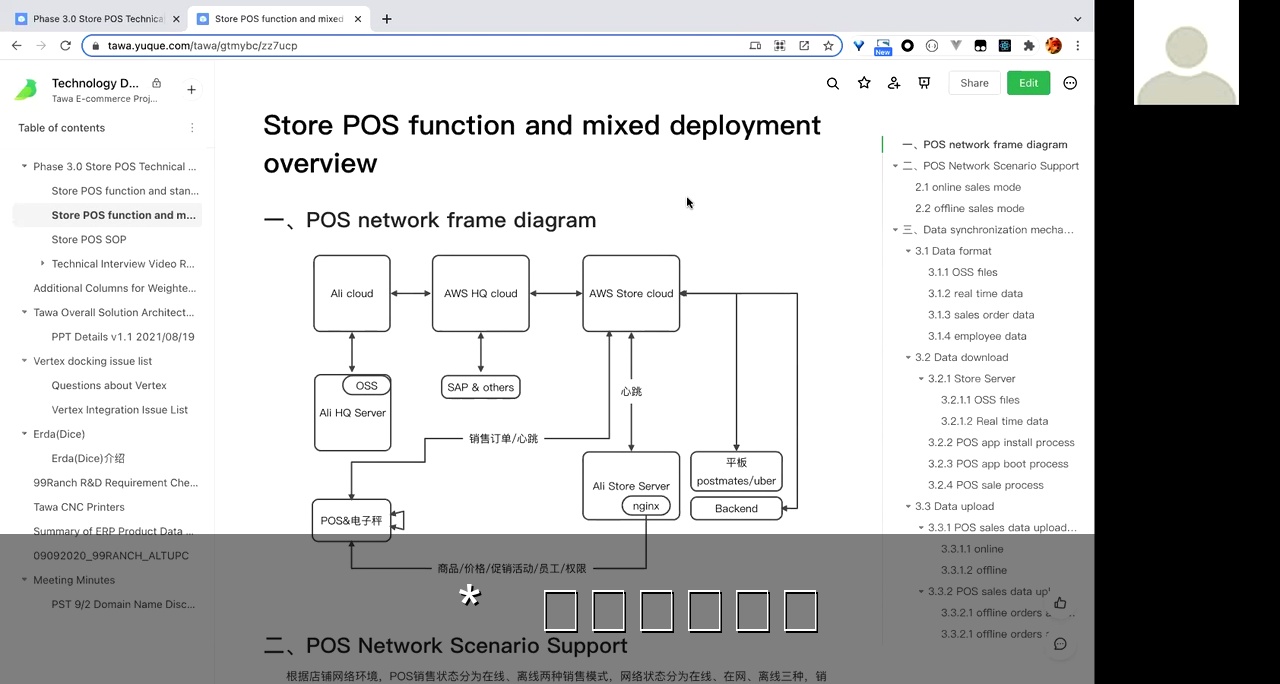 Phase 3.0 Store POS Technica
Store POS function and mixed
tawa.yuque.com/tawa/gtmybc/zz7ucp
New
Technology D...
Tawa E-commerce Proj...
Table of contents
Phase 3.0 Store POS Technical ...
Store POS function and stan...
Store POS function and m...
Store POS SOP
Technical Interview Video R...
Additional Columns for Weighte...
Tawa Overall Solution Architect...
PPT Details v1.1 2021/08/19
Vertex docking issue list
Questions about Vertex
Vertex Integration Issue List
Erda(Dice)
Erda(Dice)介绍
99Ranch R&D Requirement Che...
Tawa CNC Printers
Summary of ERP Product Data ...
09092020_99RANCH_ALTUPC
Meeting Minutes
PST 9/2 Domain Name Disc...
Share
Edit
Store POS function and mixed deployment
overview
一、POS network frame diagram
Ali cloud
AWS HQ cloud
AWS Store cloud
OSS
Ali HQ Server
SAP & others
心跳
销售订单/心跳
Ali Store Server
nginx
平板
postmates/uber
Backend
POS&电子秤
商品/价格/促销活动/员工/权限
*
二、POS Network Scenario Support
根据店铺网络环境，POS销售状态分为在线、离线两种销售模式，网络状态分为在线、在网、离线三种，销
一、POS network frame diagram
二、POS Network Scenario Support
2.1 online sales mode
2.2 offline sales mode
三、Data synchronization mecha...
3.1 Data format
3.1.1 OSS files
3.1.2 real time data
3.1.3 sales order data
3.1.4 employee data
3.2 Data download
3.2.1 Store Server
3.2.1.1 OSS files
3.2.1.2 Real time data
3.2.2 POS app install process
3.2.3 POS app boot process
3.2.4 POS sale process
3.3 Data upload
3.3.1 POS sales data upload...
3.3.1.1 online
3.3.1.2 offline
3.3.2 POS sales data up
3.3.2.1 offline orders
3.3.2.1 offline orders